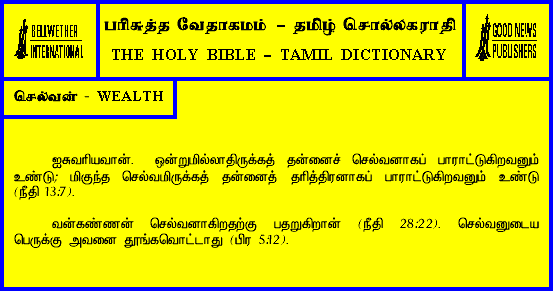 BELLWETHER
INTERNATIONAL
பரிசுத்த வேதாகமம் – தமிழ் சொல்லகராதி
THE HOLY BIBLE – TAMIL DICTIONARY
GOOD NEWS
PUBLISHERS
செல்வன் - WEALTH
ஐசுவரியவான். ஒன்றுமில்லாதிருக்கத் தன்னைச் செல்வனாகப் பாராட்டுகிறவனும்
உண்டு; மிகுந்த செல்வமிருக்கத் தன்னைத் தரித்திரனாகப் பாராட்டுகிறவனும் உண்டு
(நீதி 13:7).
வன்கண்ணன் செல்வனாகிறதற்கு பதறுகிறான் (நீதி 28:22). செல்வனுடைய
பெருக்கு அவனை தூங்கவொட்டாது (பிர 5:12).